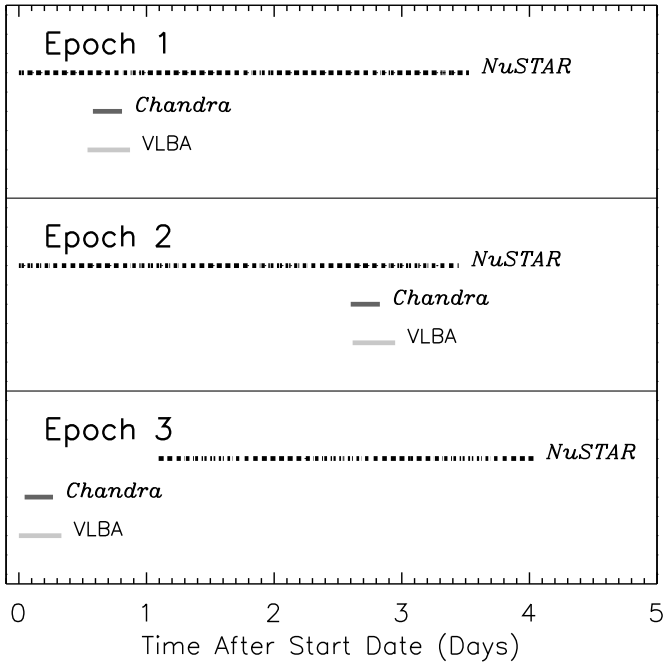 Epoch 1
NuSTAR
Chandra
VLBA
Epoch 2
NuSTAR
Chandra
VLBA
Epoch 3
NuSTAR
Chandra
VLBA
0 1 2 3 4 5
Time After Start Date (Days)